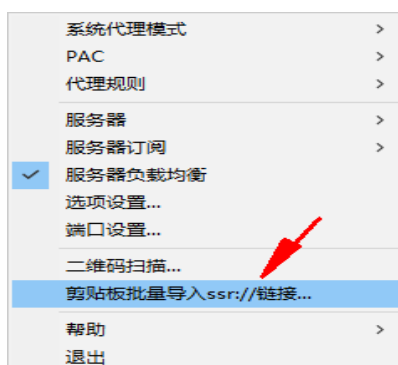 系统代理模式
PAC
代理规则
服务器
服务器订阅
服务器负载均衡
选项设置...
端口设置...
二维码扫描...
剪贴板批量导入ssr://链接...
帮助
退出